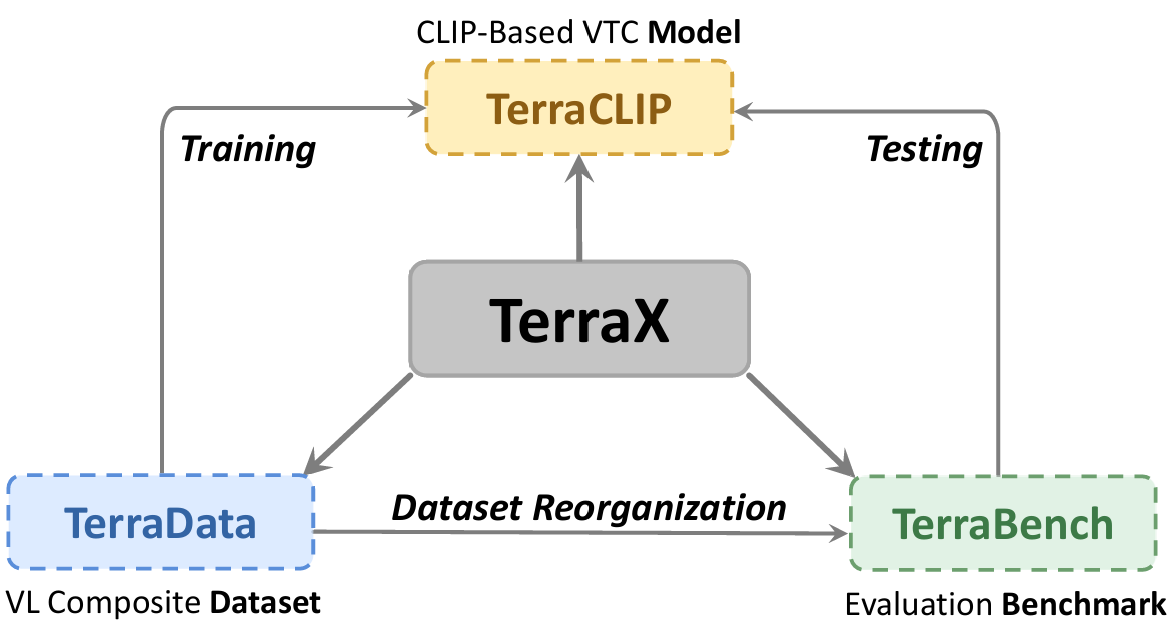 CLIP-Based VTC Model
TerraCLIP
Training
Testing
TerraX
TerraData
Dataset Reorganization
TerraBench
VL Composite Dataset
Evaluation Benchmark